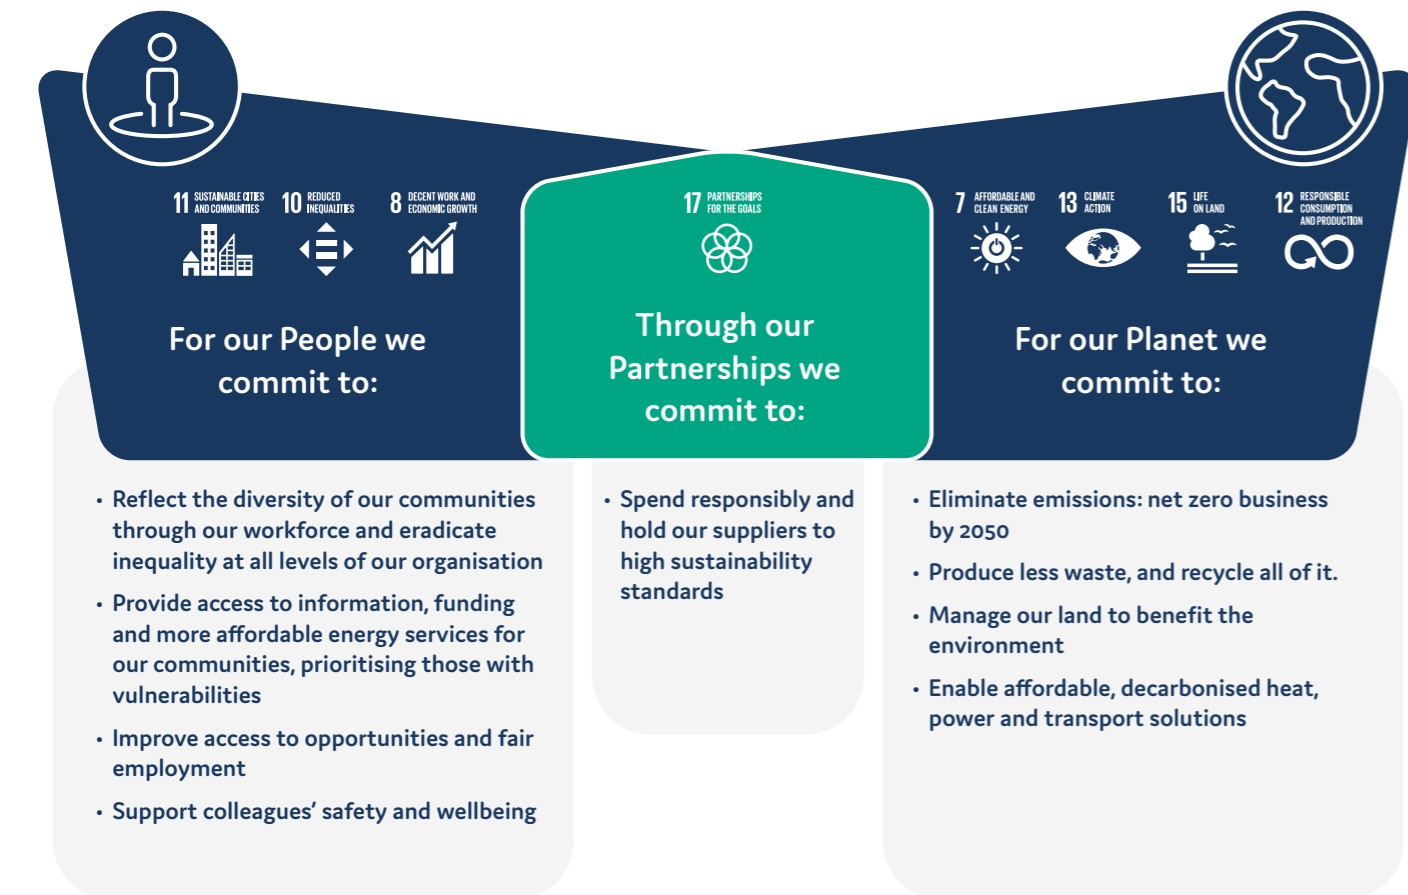 11 SUSTAINABLE CITIES
AND COMMUNITIES
10 REDUCED
INEQUALITIES
8 DECENT WORK AND
ECONOMIC GROWTH
For our People we
commit to:
• Reflect the diversity of our communities
through our workforce and eradicate
inequality at all levels of our organisation
• Provide access to information, funding
and more affordable energy services for
our communities, prioritising those with
vulnerabilities
• Improve access to opportunities and fair
employment
• Support colleagues’ safety and wellbeing
17 PARTNERSHIPS
FOR THE GOALS
Through our
Partnerships we
commit to:
• Spend responsibly and
hold our suppliers to
high sustainability
standards
7 AFFORDABLE AND
CLEAN ENERGY
13 CLIMATE
ACTION
15 LIFE
ON LAND
12 RESPONSIBLE
CONSUMPTION
AND PRODUCTION
For our Planet we
commit to:
• Eliminate emissions: net zero business
by 2050
• Produce less waste, and recycle all of it.
• Manage our land to benefit the
environment
• Enable affordable, decarbonised heat,
power and transport solutions